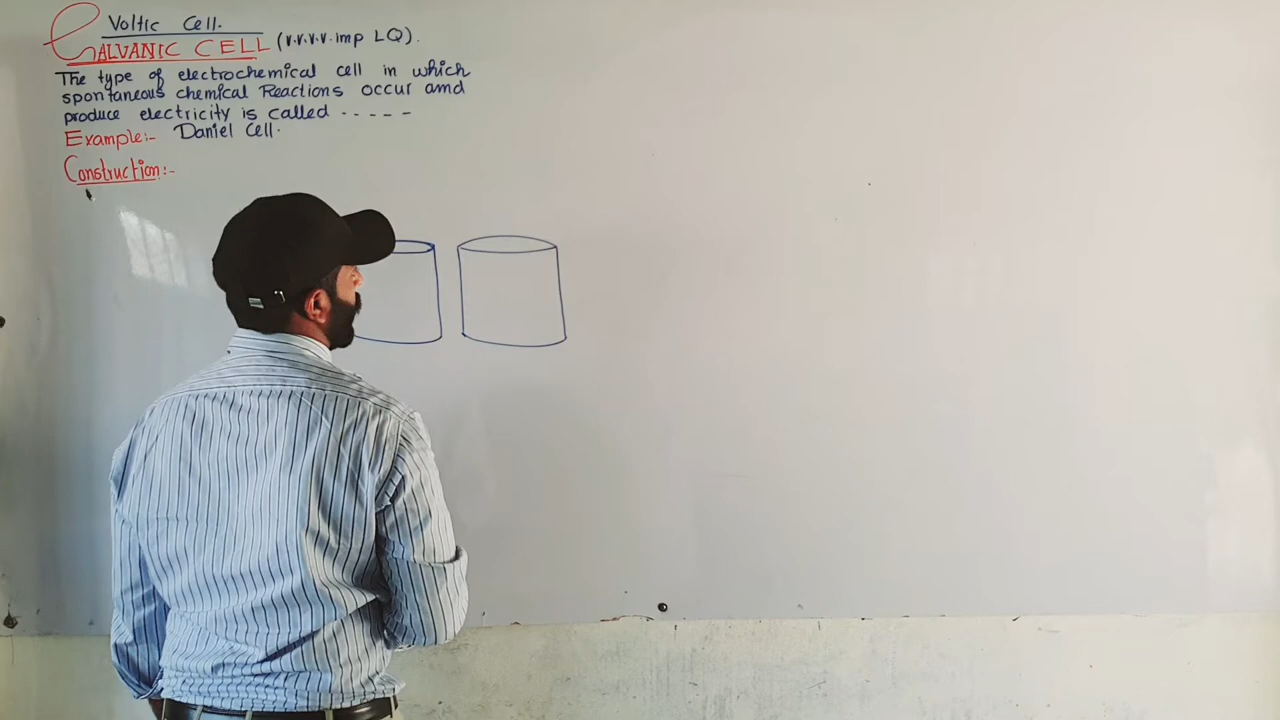 Voltic Cell.
GALVANIC CELL (v.v.v.v.imp LQ).
The type of electrochemical cell in which
spontaneous chemical Reactions occur and
produce electricity is called -----
Example:- Daniel Cell.
Construction:-